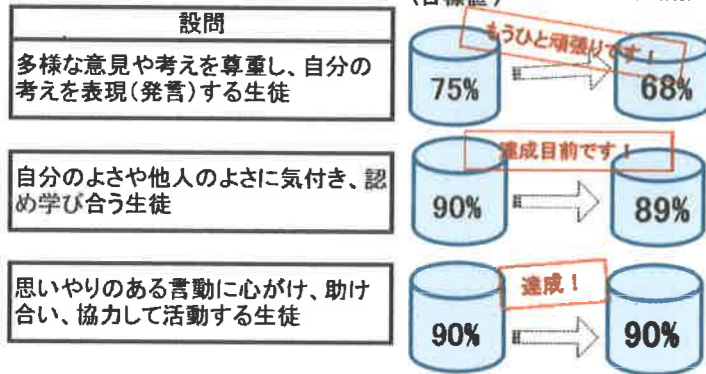 設問
多様な意見や考えを尊重し、自分の
考えを表現(発言)する生徒
もうひと頑張りです！
75%
68%
自分のよさや他人のよさに気付き、認
め学び合う生徒
達成目前です！
90%
89%
思いやりのある言動に心がけ、助け
合い、協力して活動する生徒
達成！
90%
90%